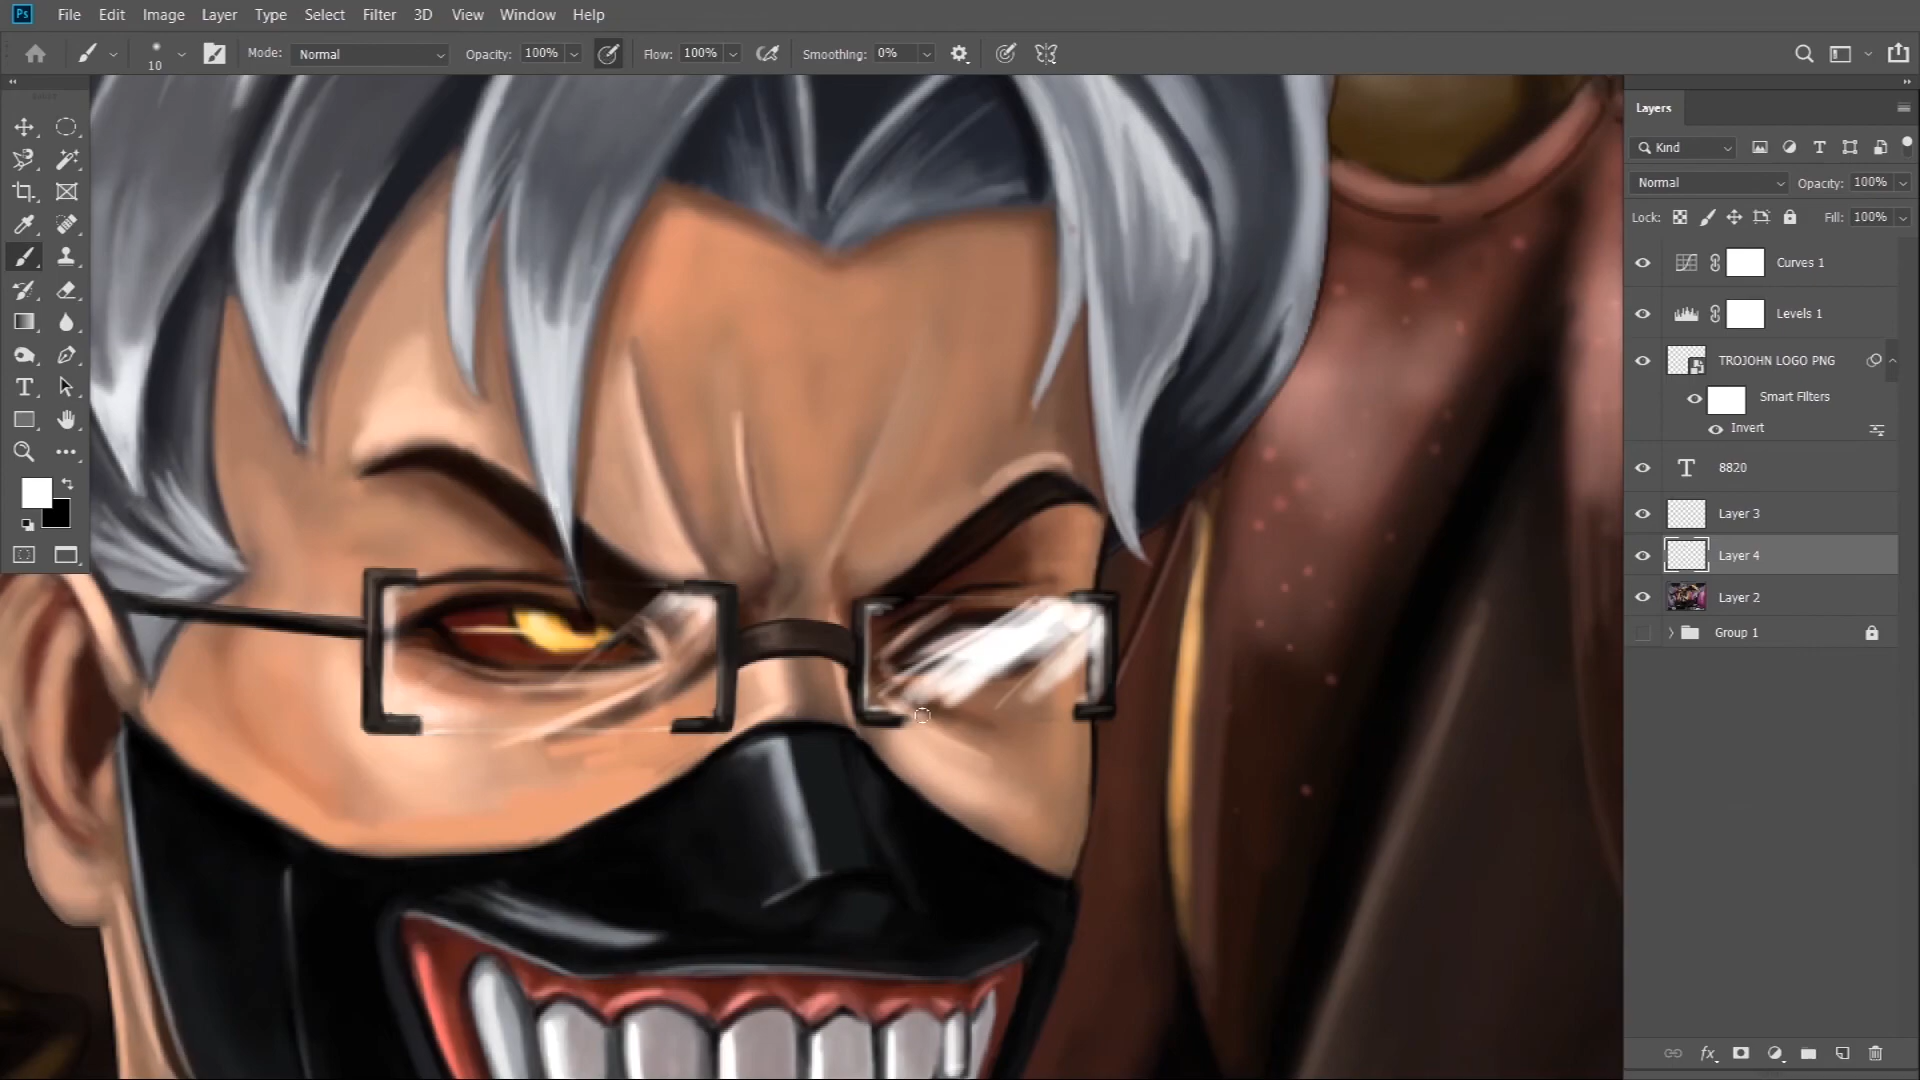 Ps File Edit Image Layer Type Select Filter 3D View Window Help
10 Mode: Normal Opacity: 100% Flow: 100% Smoothing: 0%
Layers
Kind
Normal Opacity: 100%
Lock: Fill: 100%
Curves 1
Levels 1
TROJOHN LOGO PNG
Smart Filters
Invert
8820
Layer 3
Layer 4
Layer 2
Group 1
fx